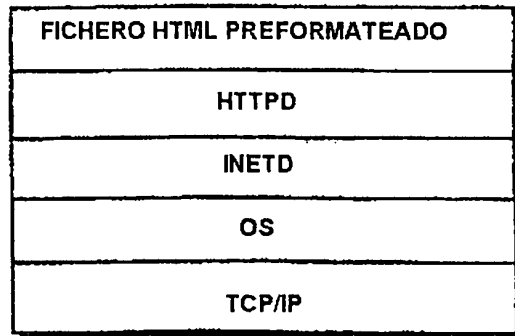 FICHERO HTML PREFORMATEADO
HTTPD
INETD
OS
TCP/IP